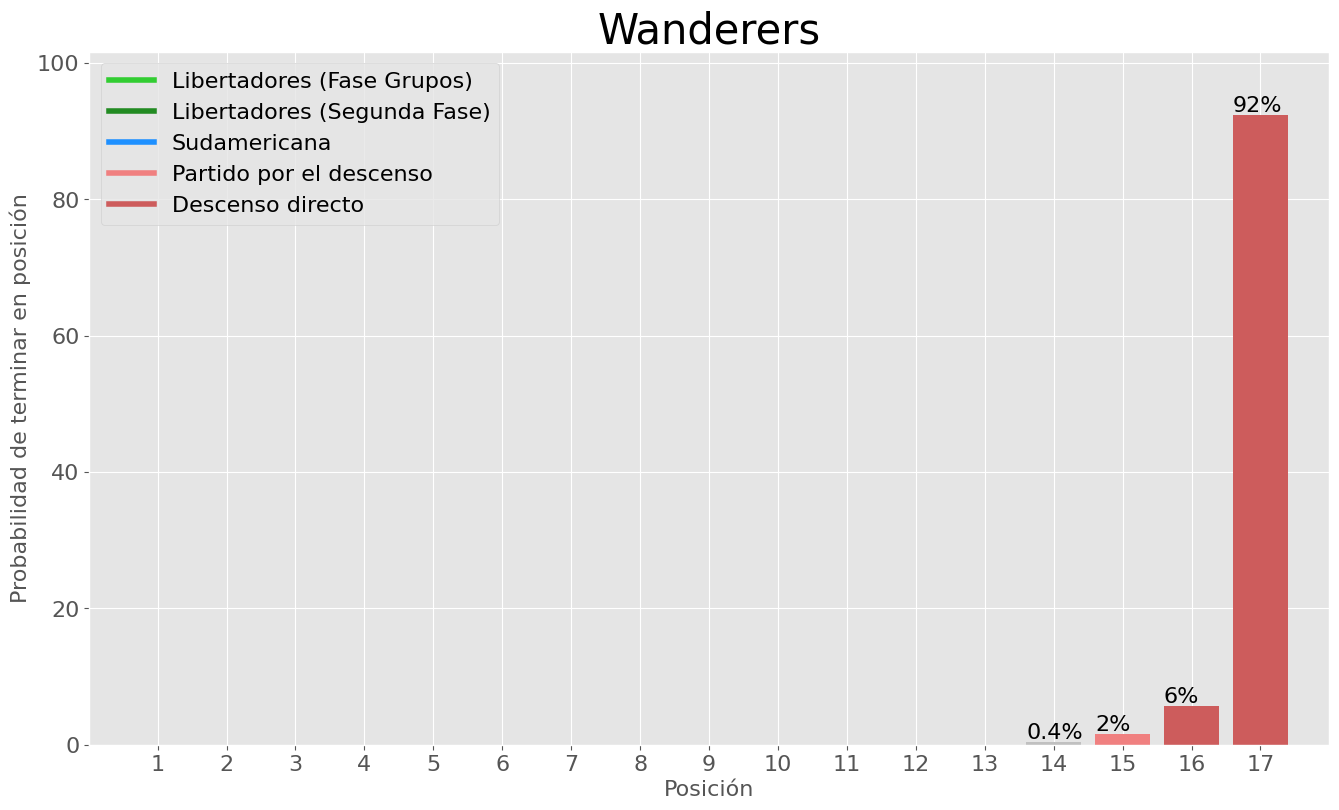 Wanderers
Libertadores (Fase Grupos)
Libertadores (Segunda Fase)
Sudamericana
Partido por el descenso
Descenso directo
Probabilidad de terminar en posición
100
80
60
40
20
0
0.4%
2%
6%
92%
1 2 3 4 5 6 7 8 9 10 11 12 13 14 15 16 17
Posición